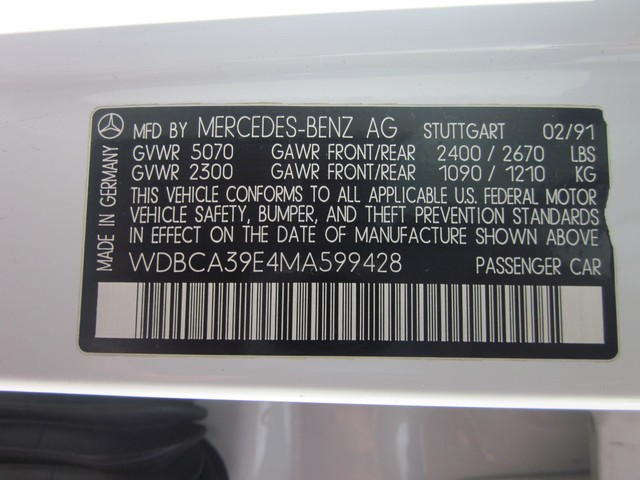 MADE IN GERMANY
MFD BY MERCEDES-BENZ AG STUTTGART 02/91
GVWR 5070 GAWR FRONT/REAR 2400 / 2670 LBS
GVWR 2300 GAWR FRONT/REAR 1090 / 1210 KG
THIS VEHICLE CONFORMS TO ALL APPLICABLE U.S. FEDERAL MOTOR
VEHICLE SAFETY, BUMPER, AND THEFT PREVENTION STANDARDS
IN EFFECT ON THE DATE OF MANUFACTURE SHOWN ABOVE
WDBCA39E4MA599428 PASSENGER CAR